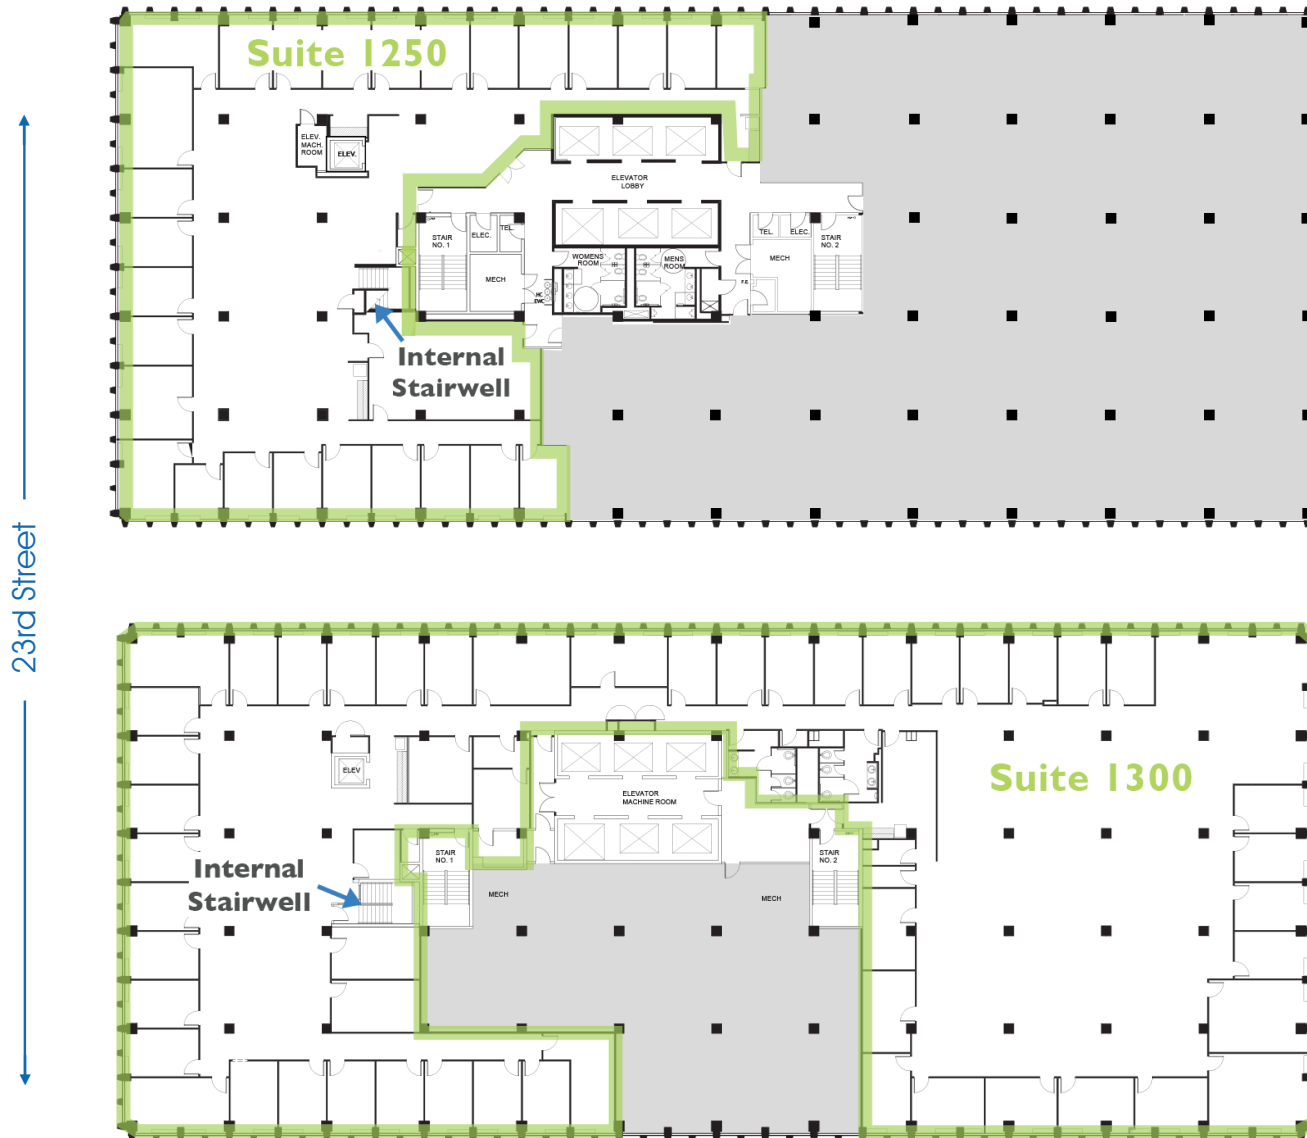 Suite 1250
ELEV.
MACH.
ROOM
ELEV.
ELEVATOR
LOBBY
STAIR
NO. 1
ELEC.
TEL.
MECH
WOMENS
ROOM
MENS
ROOM
TEL.
ELEC.
MECH
STAIR
NO. 2
F.E.
HC
EWC
Internal
Stairwell
23rd Street
Suite 1300
ELEV
ELEVATOR
MACHINE ROOM
STAIR
NO. 1
STAIR
NO. 2
MECH
MECH
Internal
Stairwell